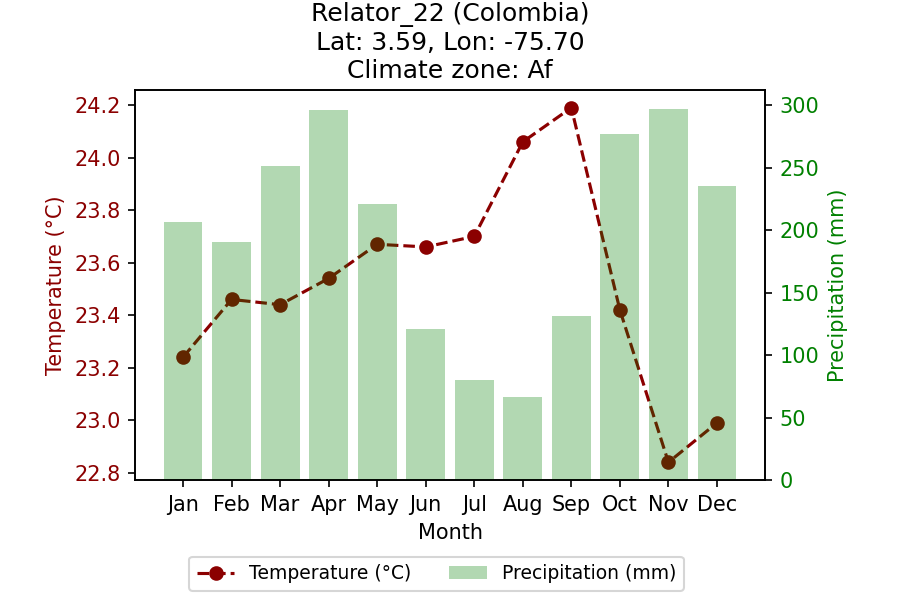 Relator_22 (Colombia)
Lat: 3.59, Lon: -75.70
Climate zone: Af
24.2
24.0
23.8
23.6
23.4
23.2
23.0
22.8
Temperature (°C)
300
250
200
150
100
50
0
Precipitation (mm)
Jan Feb Mar Apr May Jun Jul Aug Sep Oct Nov Dec
Month
Temperature (°C) Precipitation (mm)